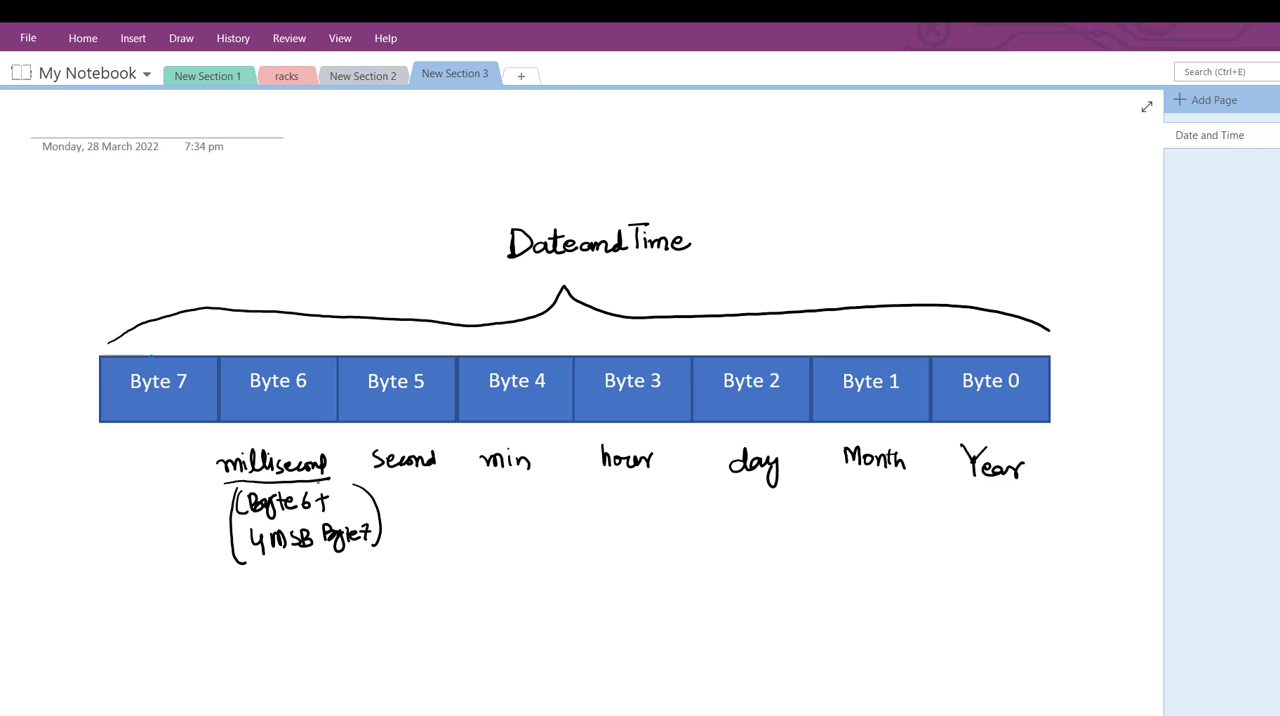 File Home Insert Draw History Review View Help
My Notebook New Section 1 racks New Section 2 New Section 3 +
Search (Ctrl+E)
Add Page
Date and Time
Monday, 28 March 2022 7:34 pm
DateandTime
Byte 7 Byte 6 Byte 5 Byte 4 Byte 3 Byte 2 Byte 1 Byte 0
millisecond second min hour day Month Year
(Byte 6 +
4 MSB Byte 7)